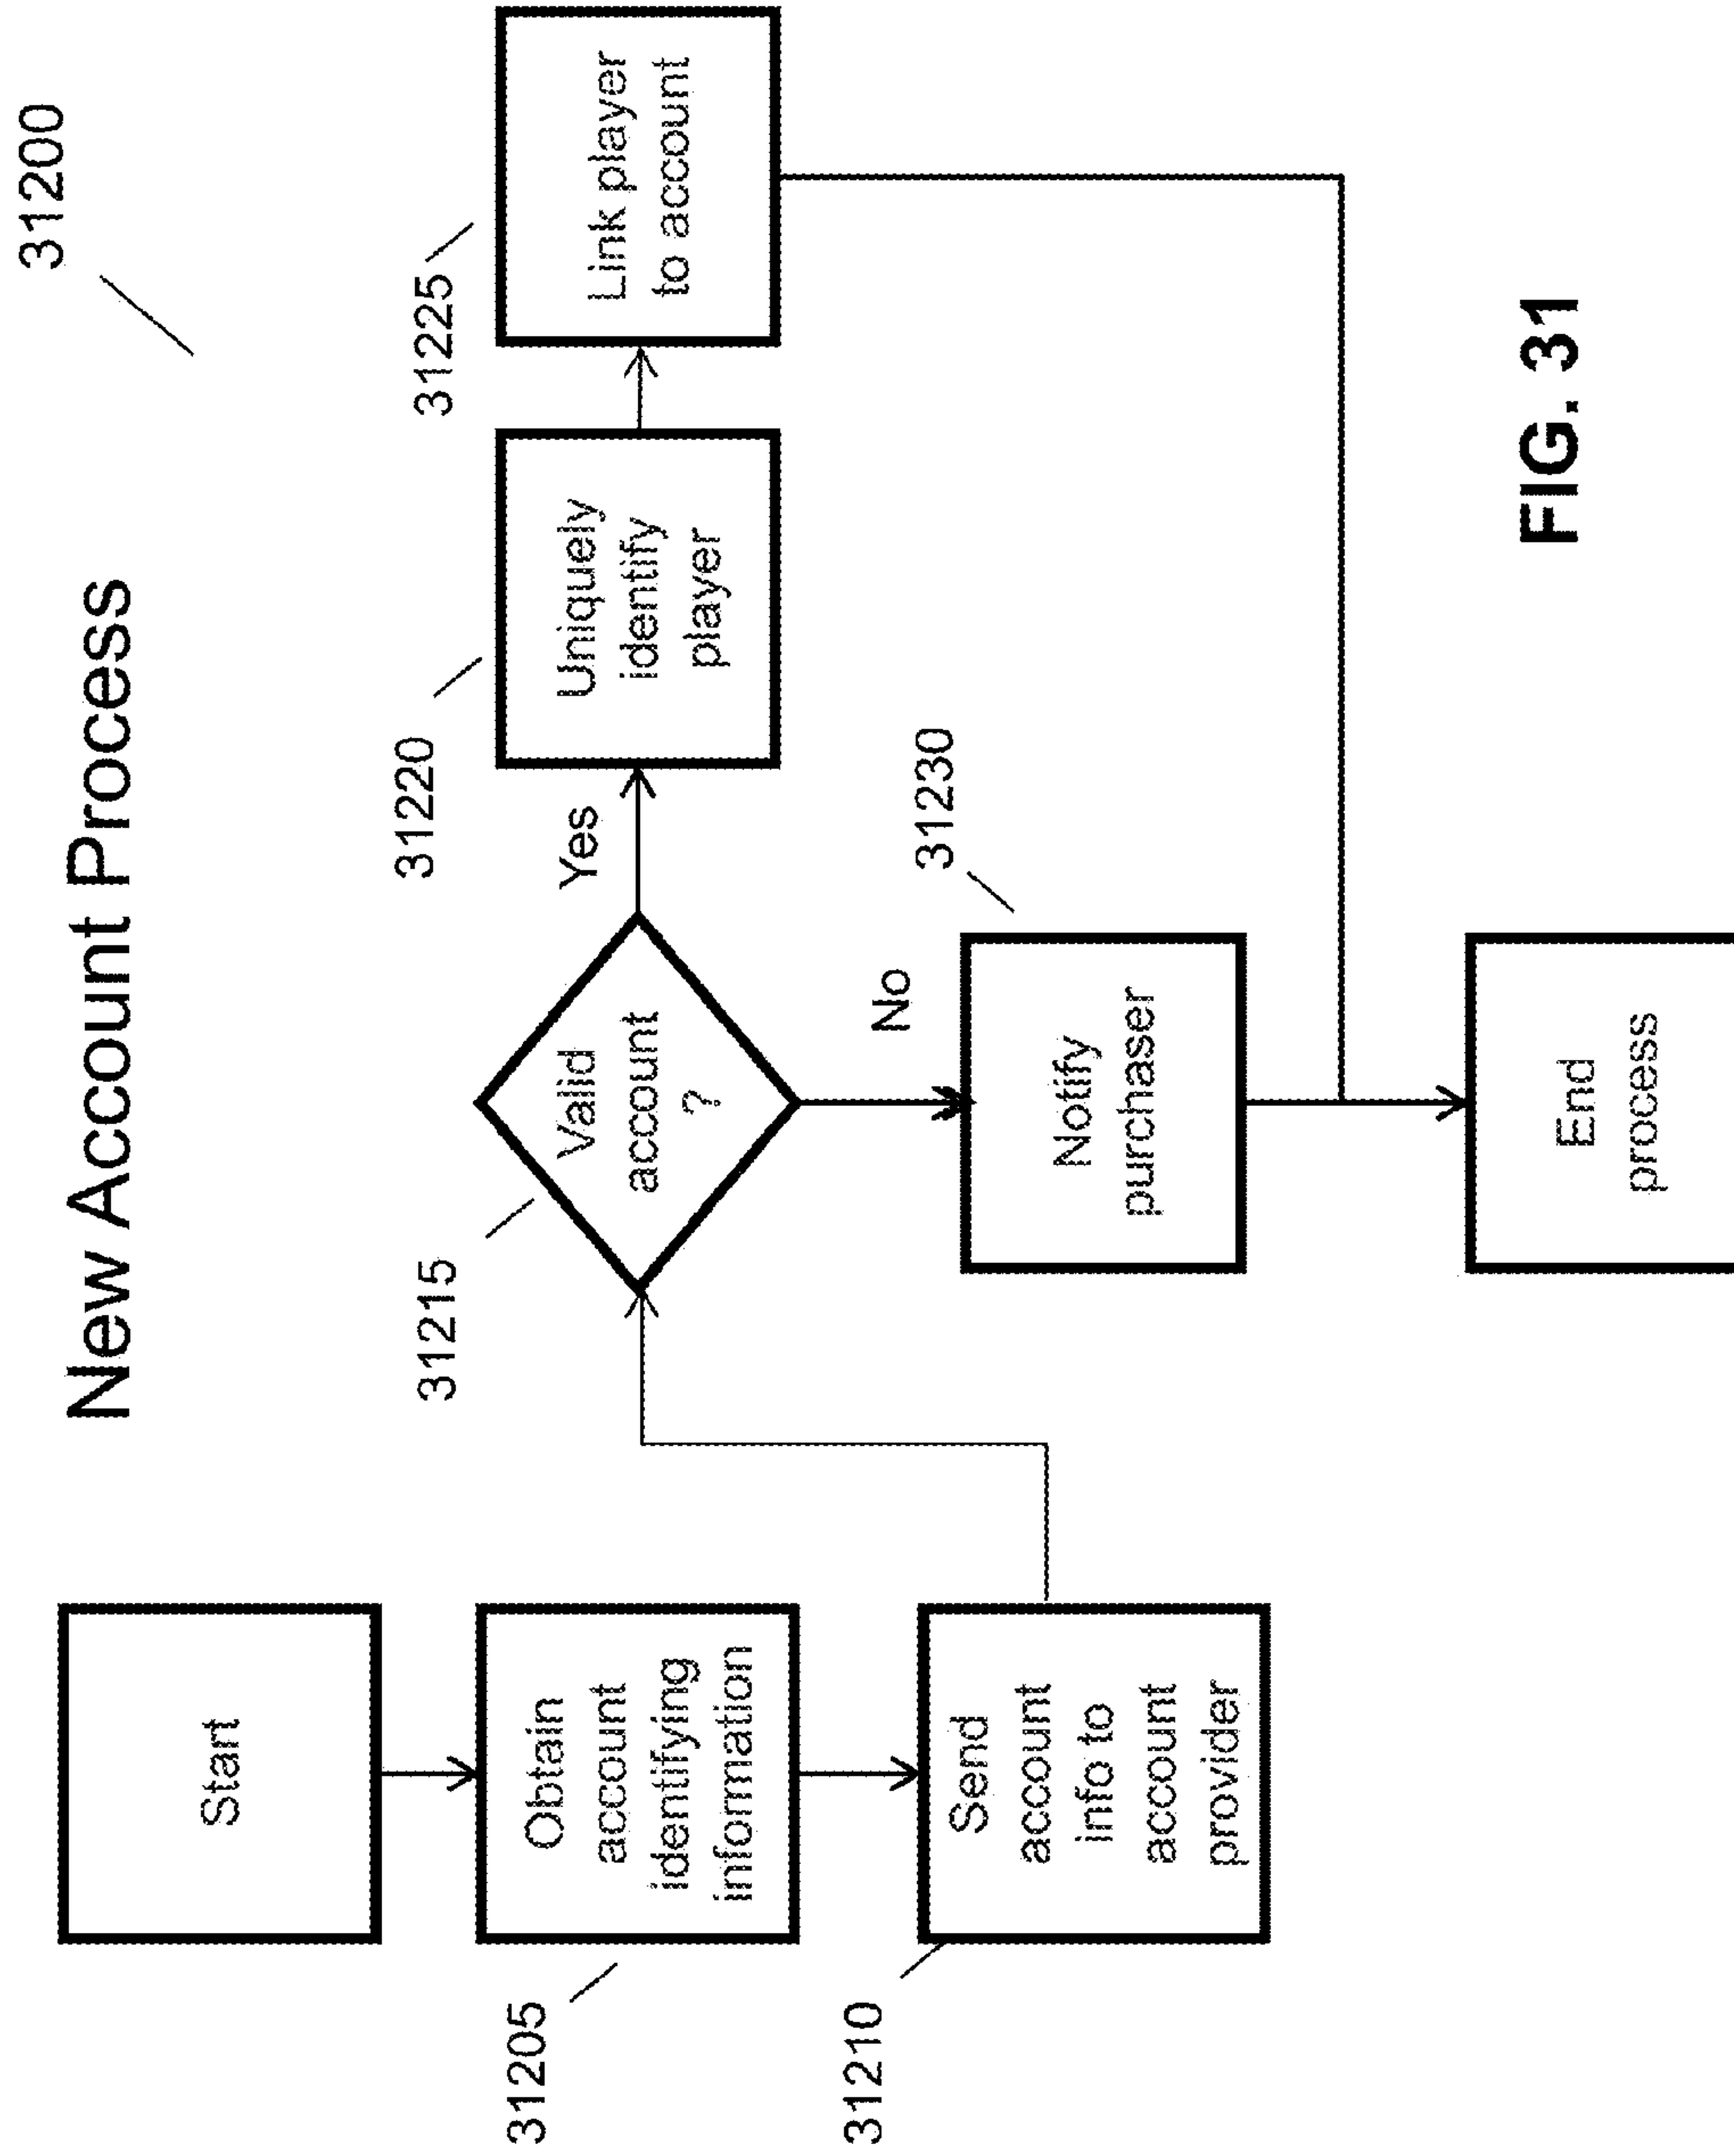 New Account Process
31200
Start
31205
Obtain
account
identifying
information
31210
Send
account
info to
account
provider
31215
Valid
account
?
Yes
31220
Uniquely
identify
player
31225
Link player
to account
No
31230
Notify
purchaser
End
process
FIG. 31